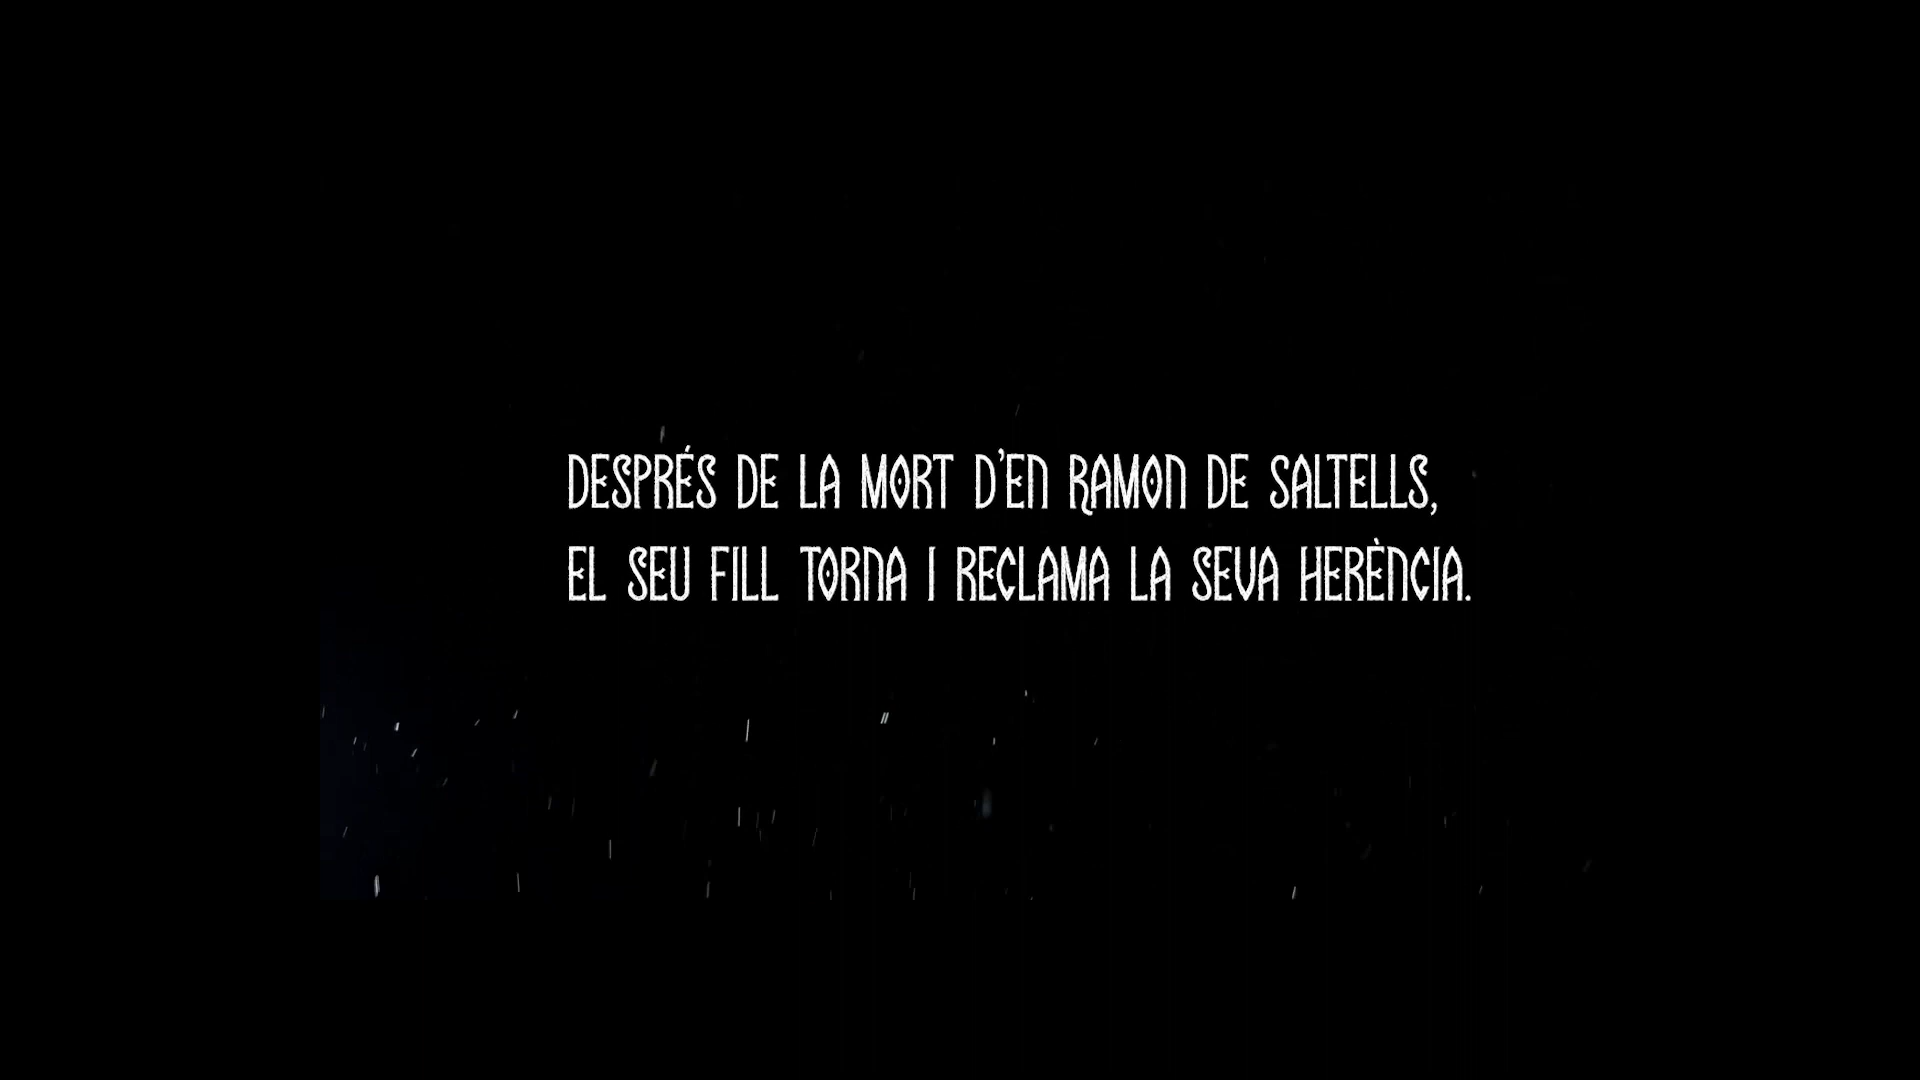 DESPRÉS DE LA MORT D'EN RAMON DE SALTELLS,
EL SEU FILL TORNA I RECLAMA LA SEVA HERÈNCIA.